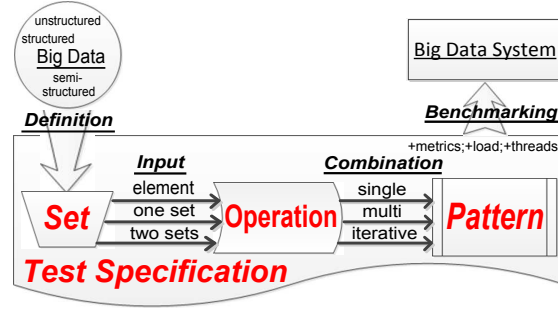 unstructured
structured
Big Data
semi-
structured
Definition
Big Data System
Benchmarking
+metrics;+load;+threads
Input
Combination
element
one set
two sets
single
multi
iterative
Set
Operation
Pattern
Test Specification